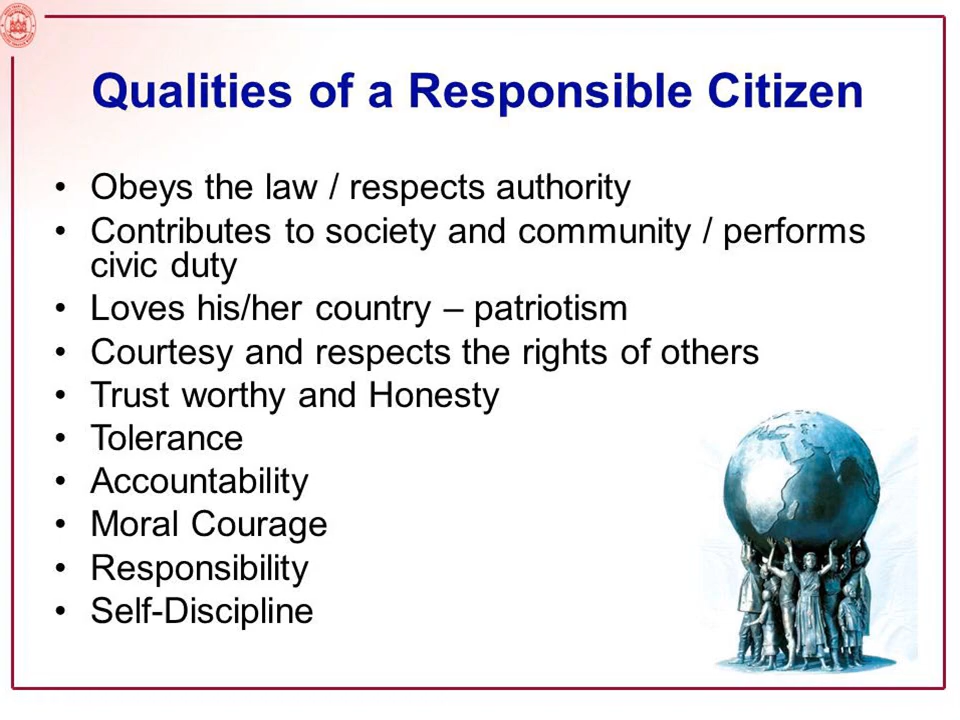 Qualities of a Responsible Citizen
• Obeys the law / respects authority
• Contributes to society and community / performs
civic duty
• Loves his/her country – patriotism
• Courtesy and respects the rights of others
• Trust worthy and Honesty
• Tolerance
• Accountability
• Moral Courage
• Responsibility
• Self-Discipline